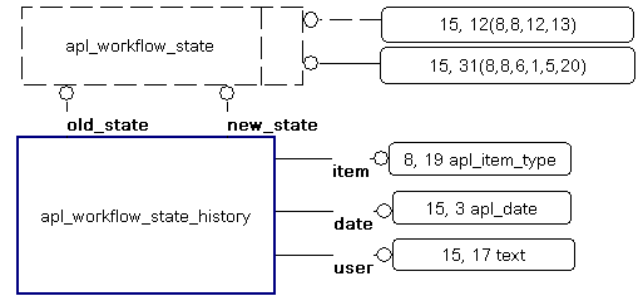 15, 12(8,8,12,13)
apl_workflow_state
15, 31(8,8,6,1,5,20)
old_state
new_state
item
8, 19 apl_item_type
apl_workflow_state_history
date
15, 3 apl_date
user
15, 17 text